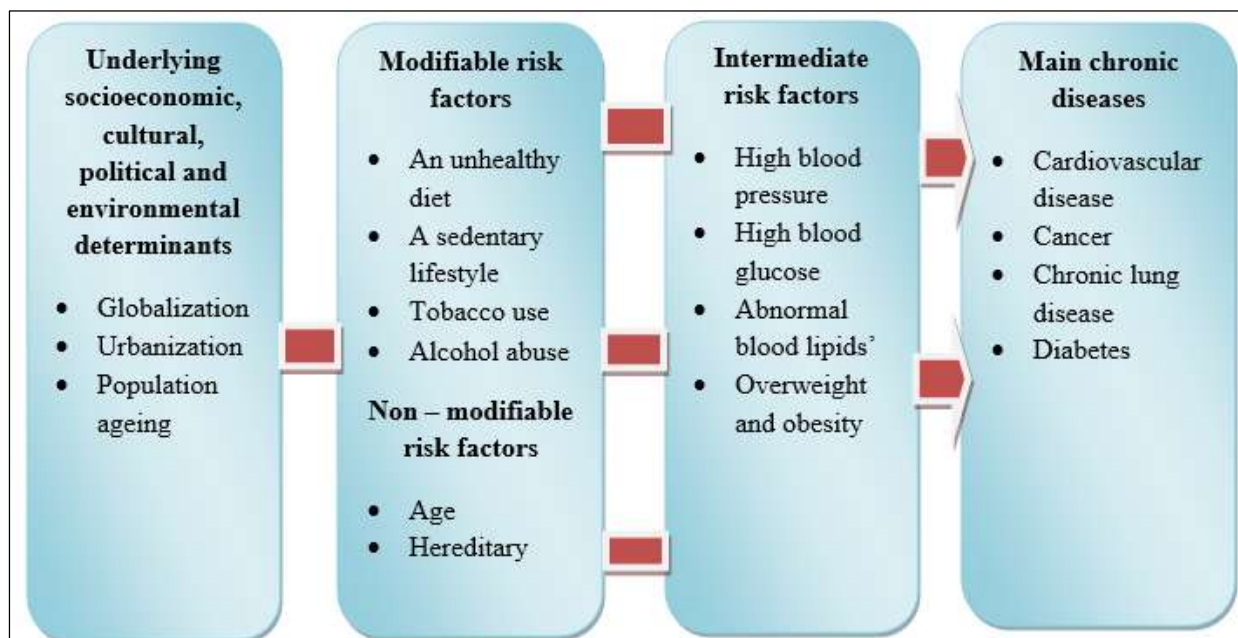 Underlying
socioeconomic,
cultural,
political and
environmental
determinants
• Globalization
• Urbanization
• Population
ageing
Modifiable risk
factors
• An unhealthy
diet
• A sedentary
lifestyle
• Tobacco use
• Alcohol abuse
Non – modifiable
risk factors
• Age
• Hereditary
Intermediate
risk factors
• High blood
pressure
• High blood
glucose
• Abnormal
blood lipids’
• Overweight
and obesity
Main chronic
diseases
• Cardiovascular
disease
• Cancer
• Chronic lung
disease
• Diabetes